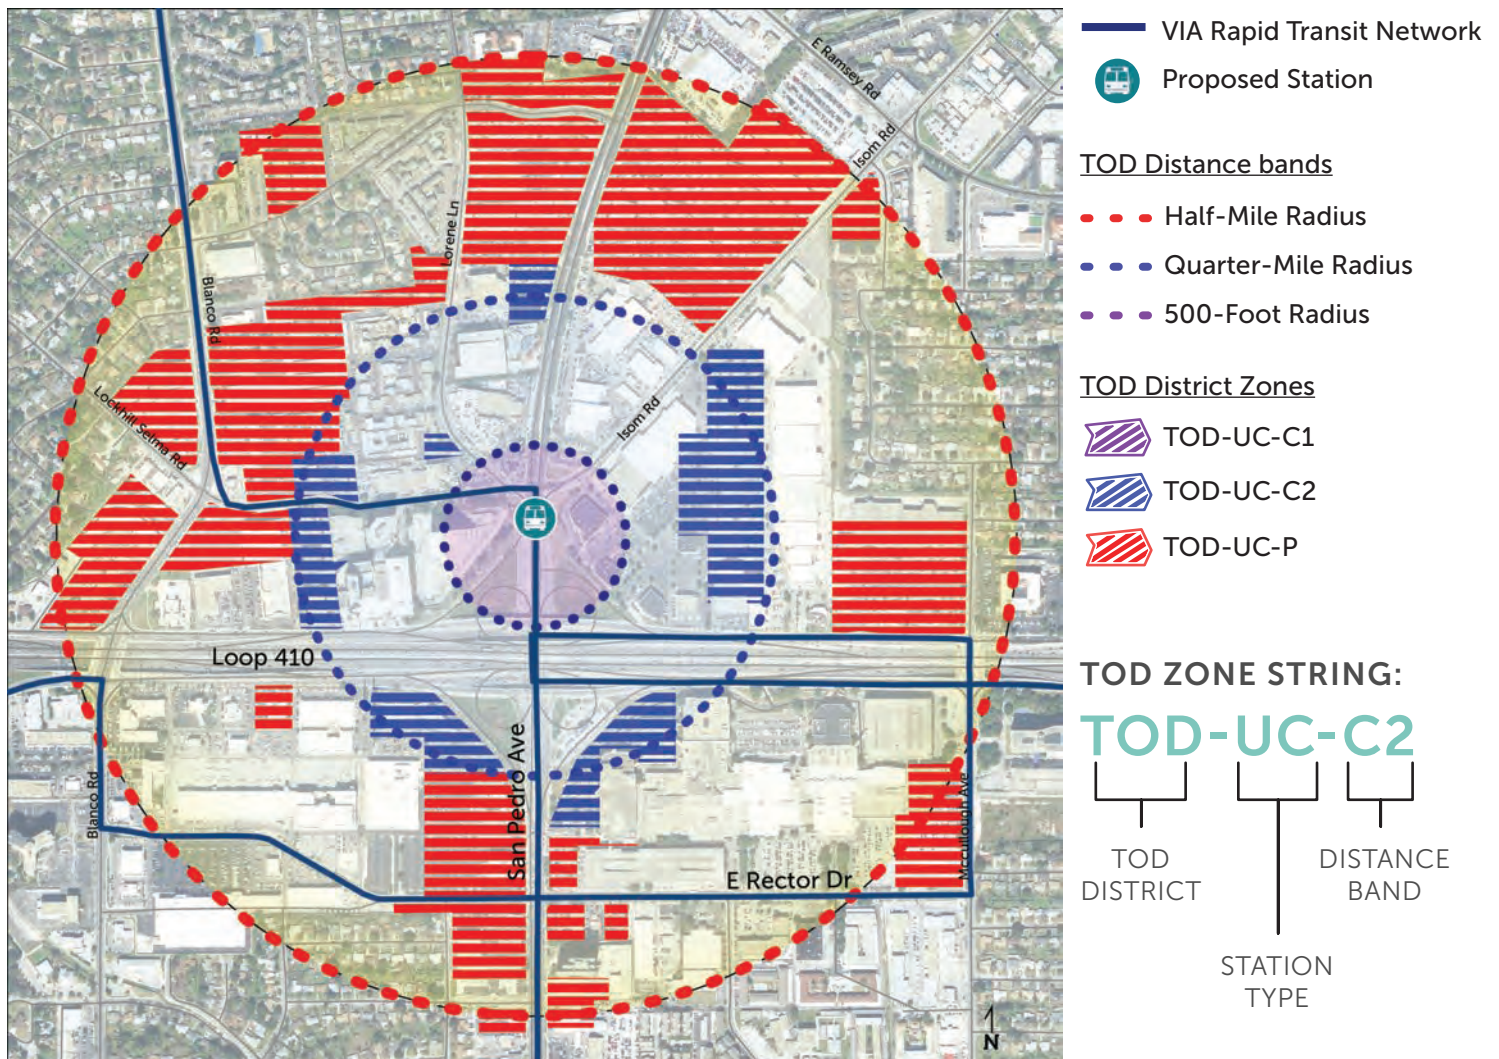 E Ramsey Rd
Isom Rd
Lorene Ln
Blanco Rd
Lockhill Selma Rd
Isom Rd
Loop 410
San Pedro Ave
Blanco Rd
Mccullough Ave
E Rector Dr
N
VIA Rapid Transit Network
Proposed Station
TOD Distance bands
Half-Mile Radius
Quarter-Mile Radius
500-Foot Radius
TOD District Zones
TOD-UC-C1
TOD-UC-C2
TOD-UC-P
TOD ZONE STRING:
TOD-UC-C2
TOD
DISTRICT
DISTANCE
BAND
STATION
TYPE